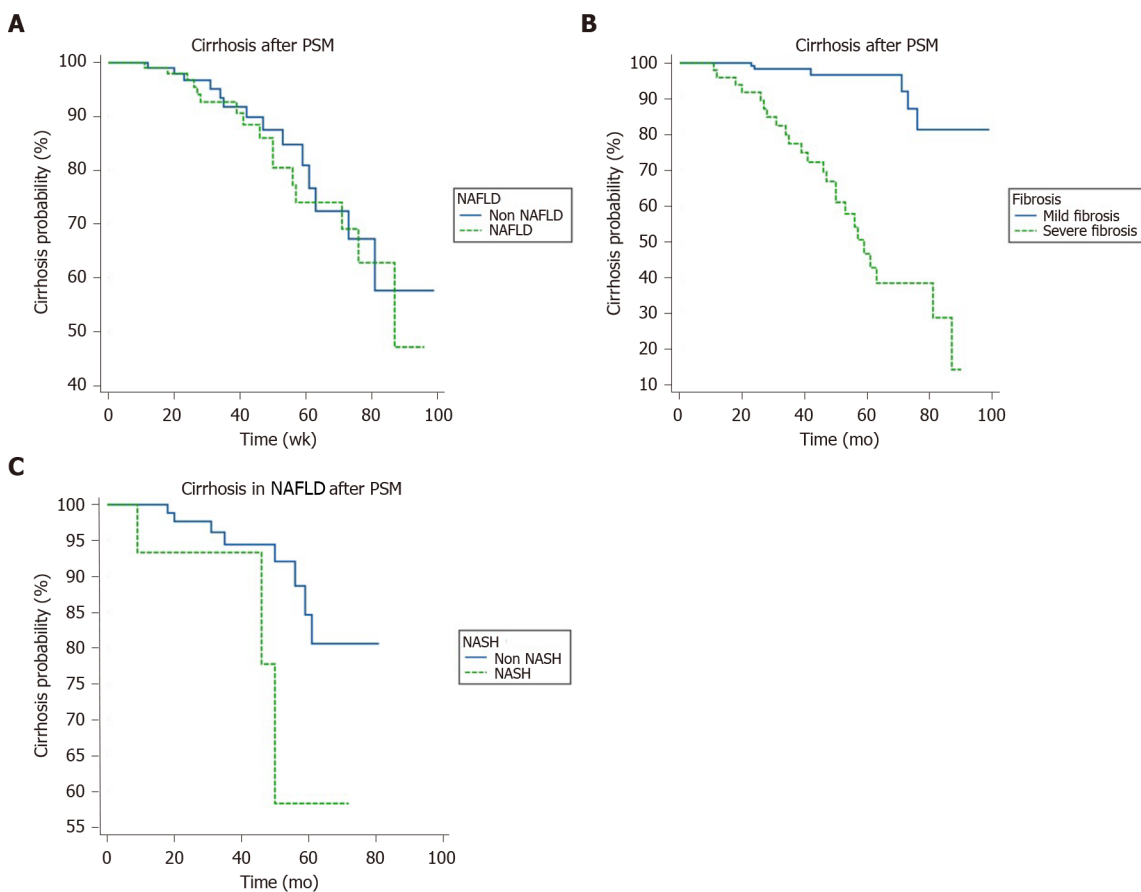 A
Cirrhosis after PSM
100
90
80
70
60
50
40
Cirrhosis probability (%)
0 20 40 60 80 100
Time (wk)
NAFLD
Non NAFLD
NAFLD
B
Cirrhosis after PSM
100
90
80
70
60
50
40
30
20
10
Cirrhosis probability (%)
0 20 40 60 80 100
Time (mo)
Fibrosis
Mild fibrosis
Severe fibrosis
C
Cirrhosis in NAFLD after PSM
100
95
90
85
80
75
70
65
60
55
Cirrhosis probability (%)
0 20 40 60 80 100
Time (mo)
NASH
Non NASH
NASH